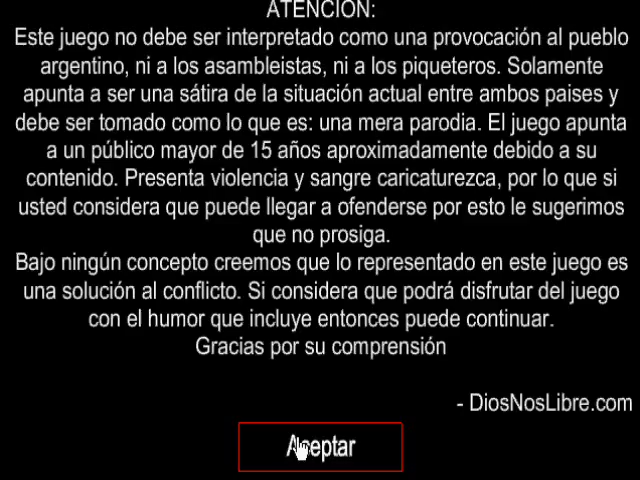 ATENCIÓN:
Este juego no debe ser interpretado como una provocación al pueblo
argentino, ni a los asambleistas, ni a los piqueteros. Solamente
apunta a ser una sátira de la situación actual entre ambos paises y
debe ser tomado como lo que es: una mera parodia. El juego apunta
a un público mayor de 15 años aproximadamente debido a su
contenido. Presenta violencia y sangre caricaturezca, por lo que si
usted considera que puede llegar a ofenderse por esto le sugerimos
que no prosiga.
Bajo ningún concepto creemos que lo representado en este juego es
una solución al conflicto. Si considera que podrá disfrutar del juego
con el humor que incluye entonces puede continuar.
Gracias por su comprensión
- DiosNosLibre.com
Aceptar